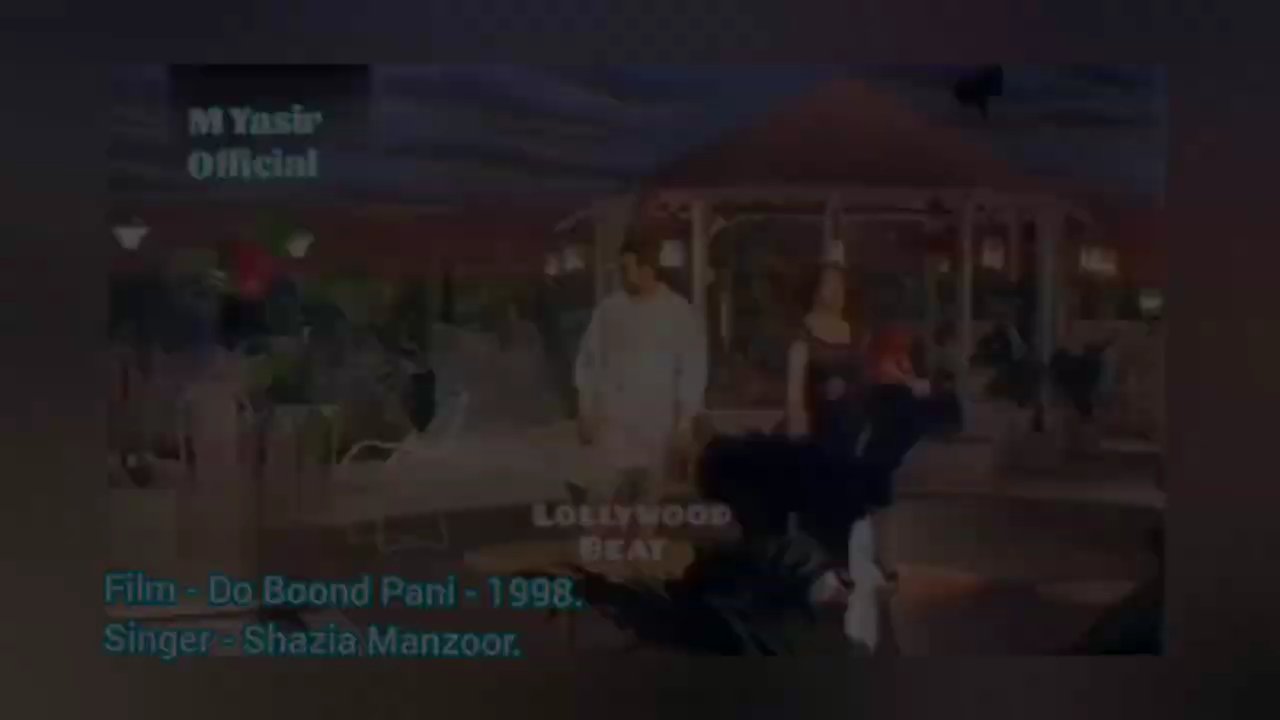 M Yasir
Official
LOLLYWOOD
BEAT
Film - Do Boond Pani - 1998.
Singer - Shazia Manzoor.